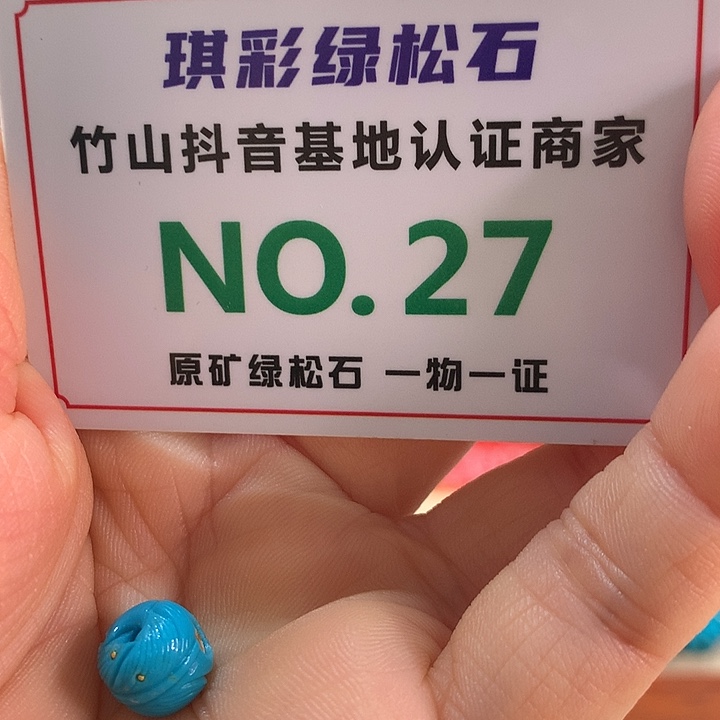 琪彩绿松石
竹山抖音基地认证商家
NO.27
原矿绿松石 一物一证